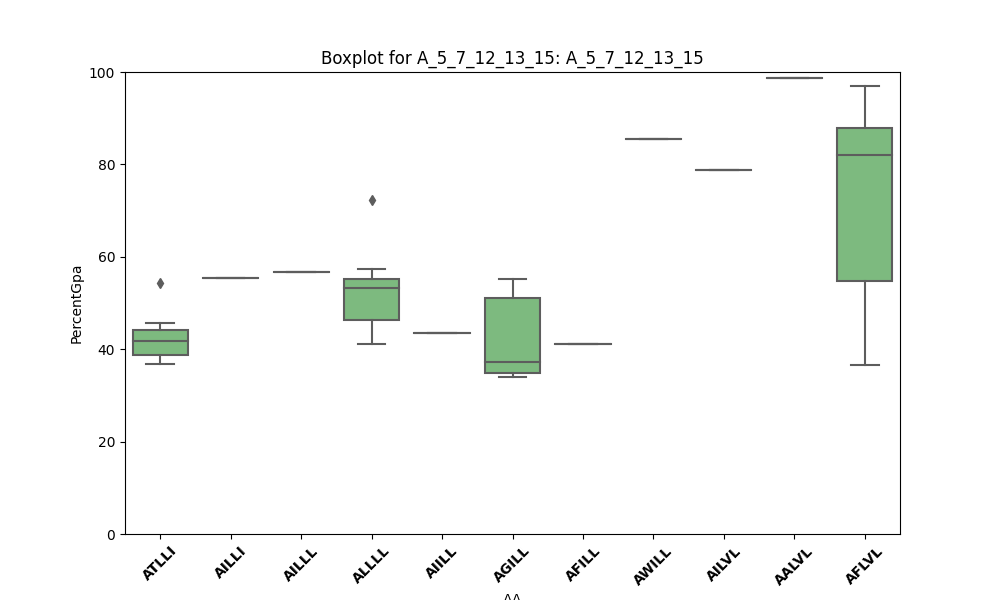 Boxplot for A_5_7_12_13_15: A_5_7_12_13_15
100
80
60
40
20
0
PercentGpa
ATLLI AILLI AILLL ALLLL AIILL AGILL AFILL AWILL AILVL AALVL AFLVL
AA